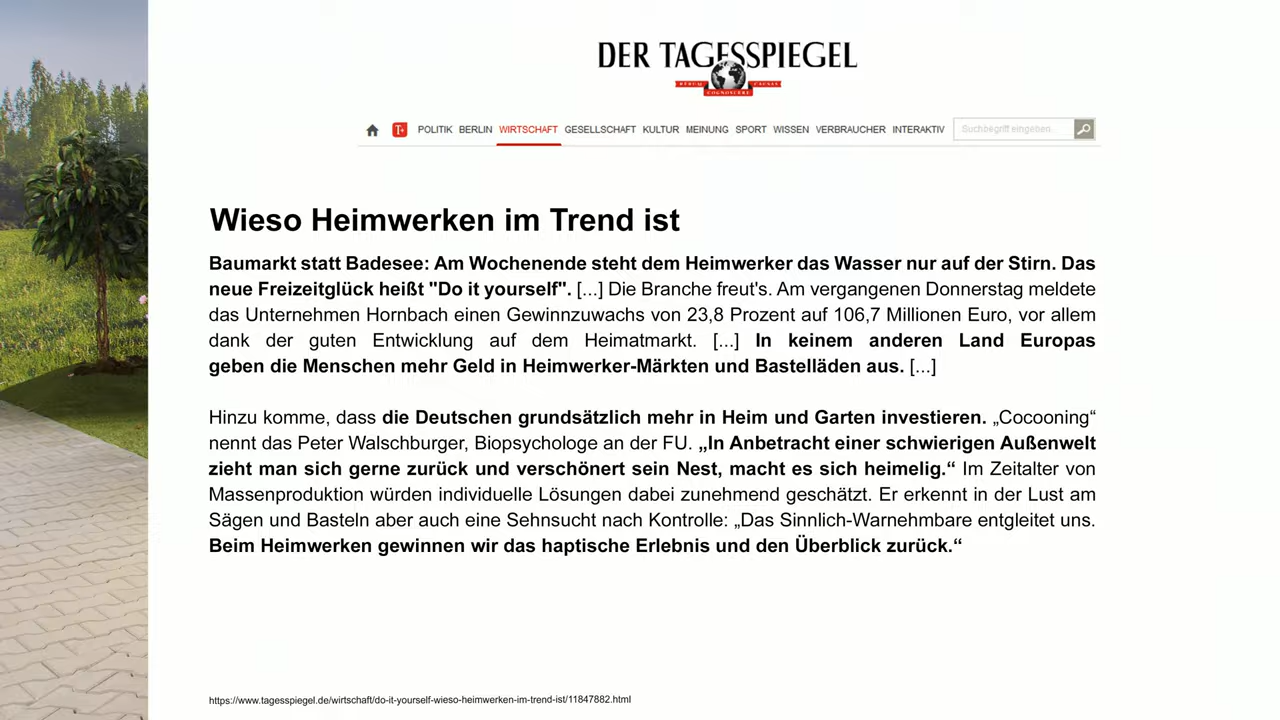 DER TAGESSPIEGEL
RERUM CAUSAS
COGNOSCERE
T+ POLITIK BERLIN WIRTSCHAFT GESELLSCHAFT KULTUR MEINUNG SPORT WISSEN VERBRAUCHER INTERAKTIV Suchbegriff eingeben...
Wieso Heimwerken im Trend ist
Baumarkt statt Badesee: Am Wochenende steht dem Heimwerker das Wasser nur auf der Stirn. Das
neue Freizeitglück heißt "Do it yourself". [...] Die Branche freut's. Am vergangenen Donnerstag meldete
das Unternehmen Hornbach einen Gewinnzuwachs von 23,8 Prozent auf 106,7 Millionen Euro, vor allem
dank der guten Entwicklung auf dem Heimatmarkt. [...] In keinem anderen Land Europas
geben die Menschen mehr Geld in Heimwerker-Märkten und Bastelläden aus. [...]
Hinzu komme, dass die Deutschen grundsätzlich mehr in Heim und Garten investieren. „Cocooning“
nennt das Peter Walschburger, Biopsychologe an der FU. „In Anbetracht einer schwierigen Außenwelt
zieht man sich gerne zurück und verschönert sein Nest, macht es sich heimelig.“ Im Zeitalter von
Massenproduktion würden individuelle Lösungen dabei zunehmend geschätzt. Er erkennt in der Lust am
Sägen und Basteln aber auch eine Sehnsucht nach Kontrolle: „Das Sinnlich-Warnehmbare entgleitet uns.
Beim Heimwerken gewinnen wir das haptische Erlebnis und den Überblick zurück.“
https://www.tagesspiegel.de/wirtschaft/do-it-yourself-wieso-heimwerken-im-trend-ist/11847882.html